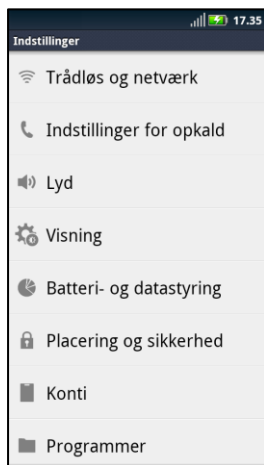 17.35
Indstillinger
Trådløs og netværk
Indstillinger for opkald
Lyd
Visning
Batteri- og datastyring
Placering og sikkerhed
Konti
Programmer